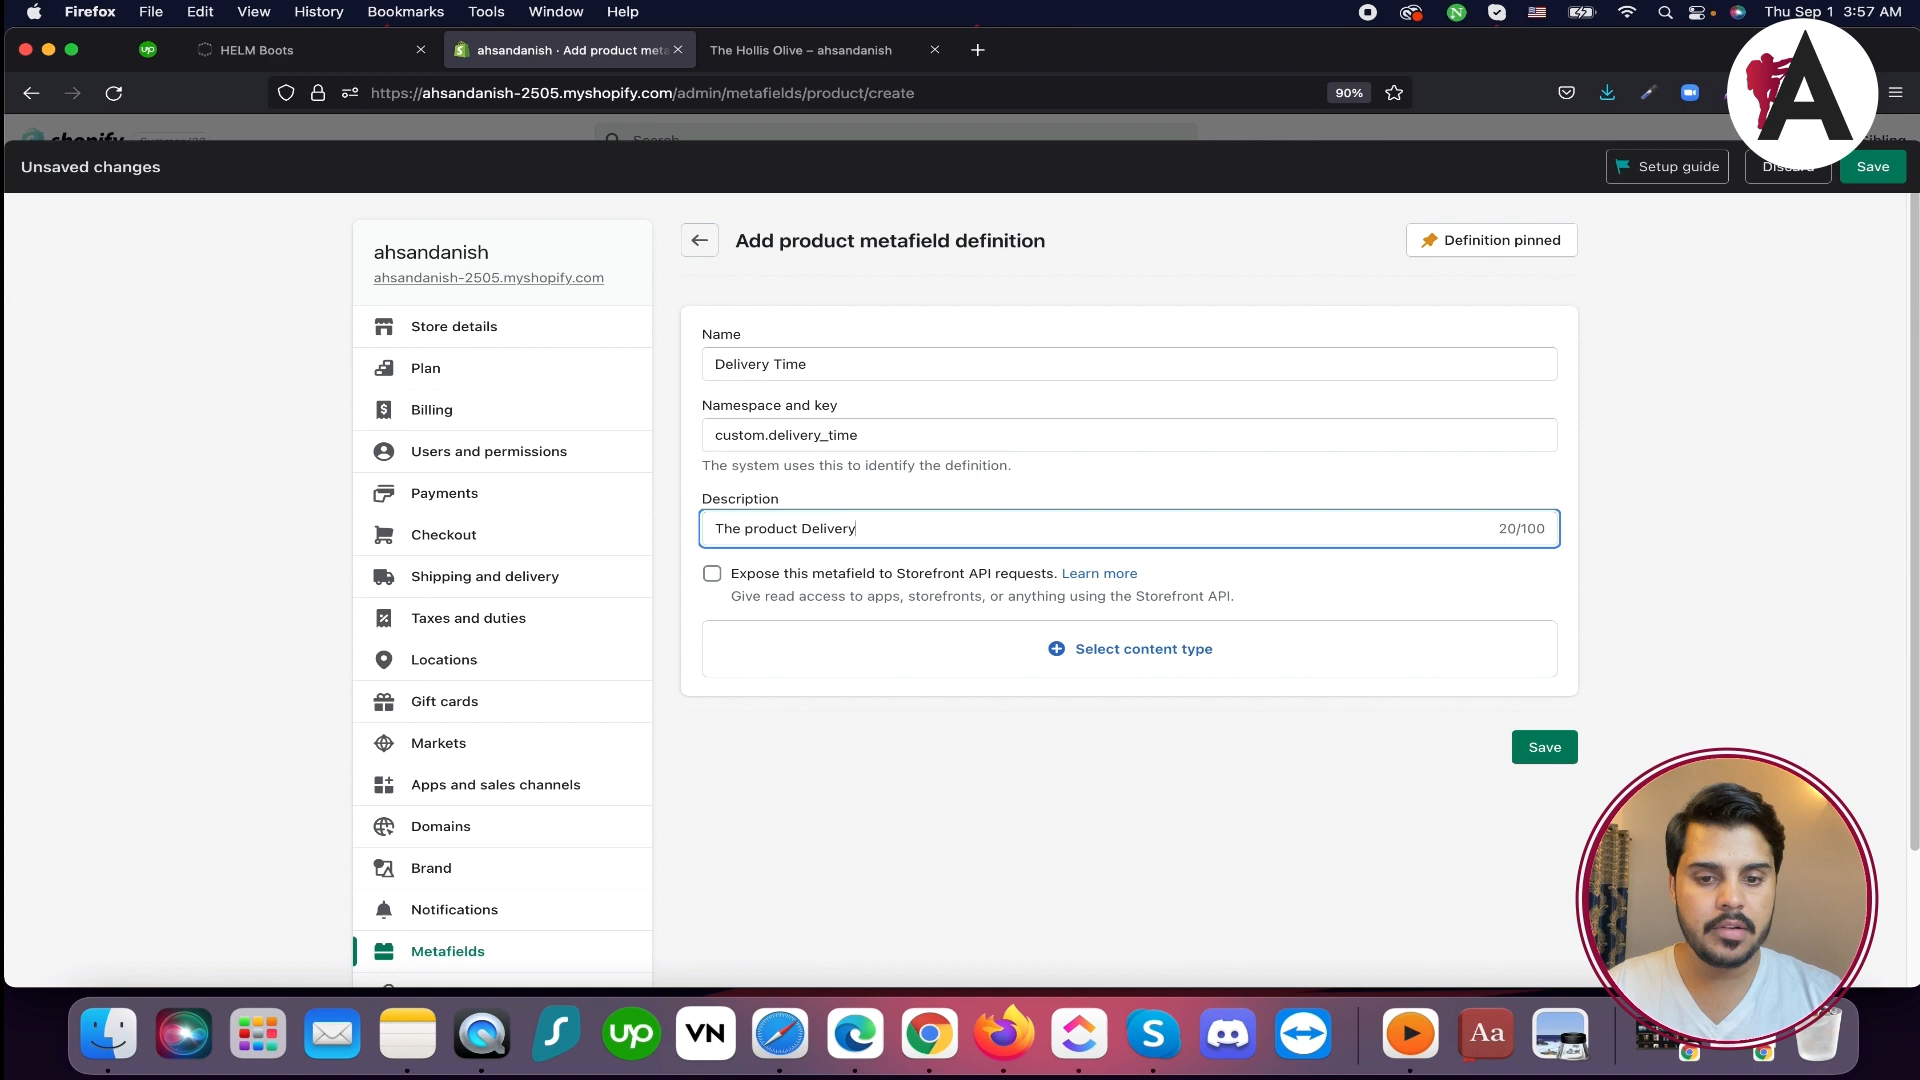 Firefox File Edit View History Bookmarks Tools Window Help Thu Sep 1 3:57 AM
up HELM Boots ahsandanish · Add product meta The Hollis Olive – ahsandanish
https://ahsandanish-2505.myshopify.com/admin/metafields/product/create 90%
shopify Search
Unsaved changes Setup guide Discard Save
A
ahsandanish
ahsandanish-2505.myshopify.com
Store details
Plan
Billing
Users and permissions
Payments
Checkout
Shipping and delivery
Taxes and duties
Locations
Gift cards
Markets
Apps and sales channels
Domains
Brand
Notifications
Metafields
Add product metafield definition Definition pinned
Name
Delivery Time
Namespace and key
custom.delivery_time
The system uses this to identify the definition.
Description
The product Delivery 20/100
Expose this metafield to Storefront API requests. Learn more
Give read access to apps, storefronts, or anything using the Storefront API.
Select content type
Save
up VN Aa